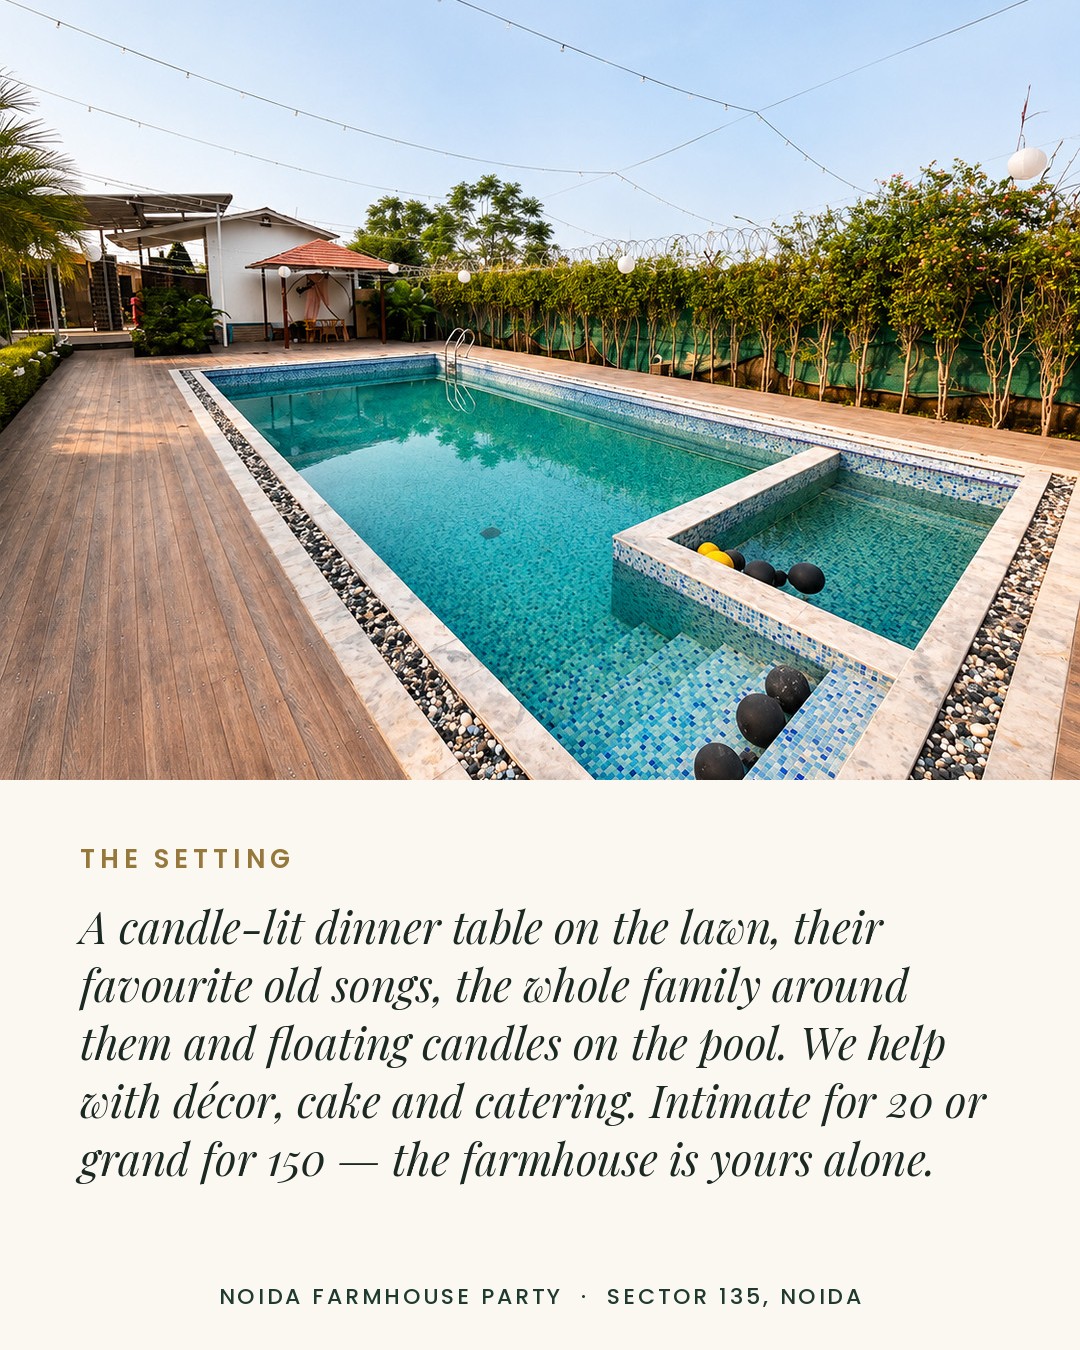 THE SETTING
A candle-lit dinner table on the lawn, their
favourite old songs, the whole family around
them and floating candles on the pool. We help
with décor, cake and catering. Intimate for 20 or
grand for 150 — the farmhouse is yours alone.
NOIDA FARMHOUSE PARTY · SECTOR 135, NOIDA